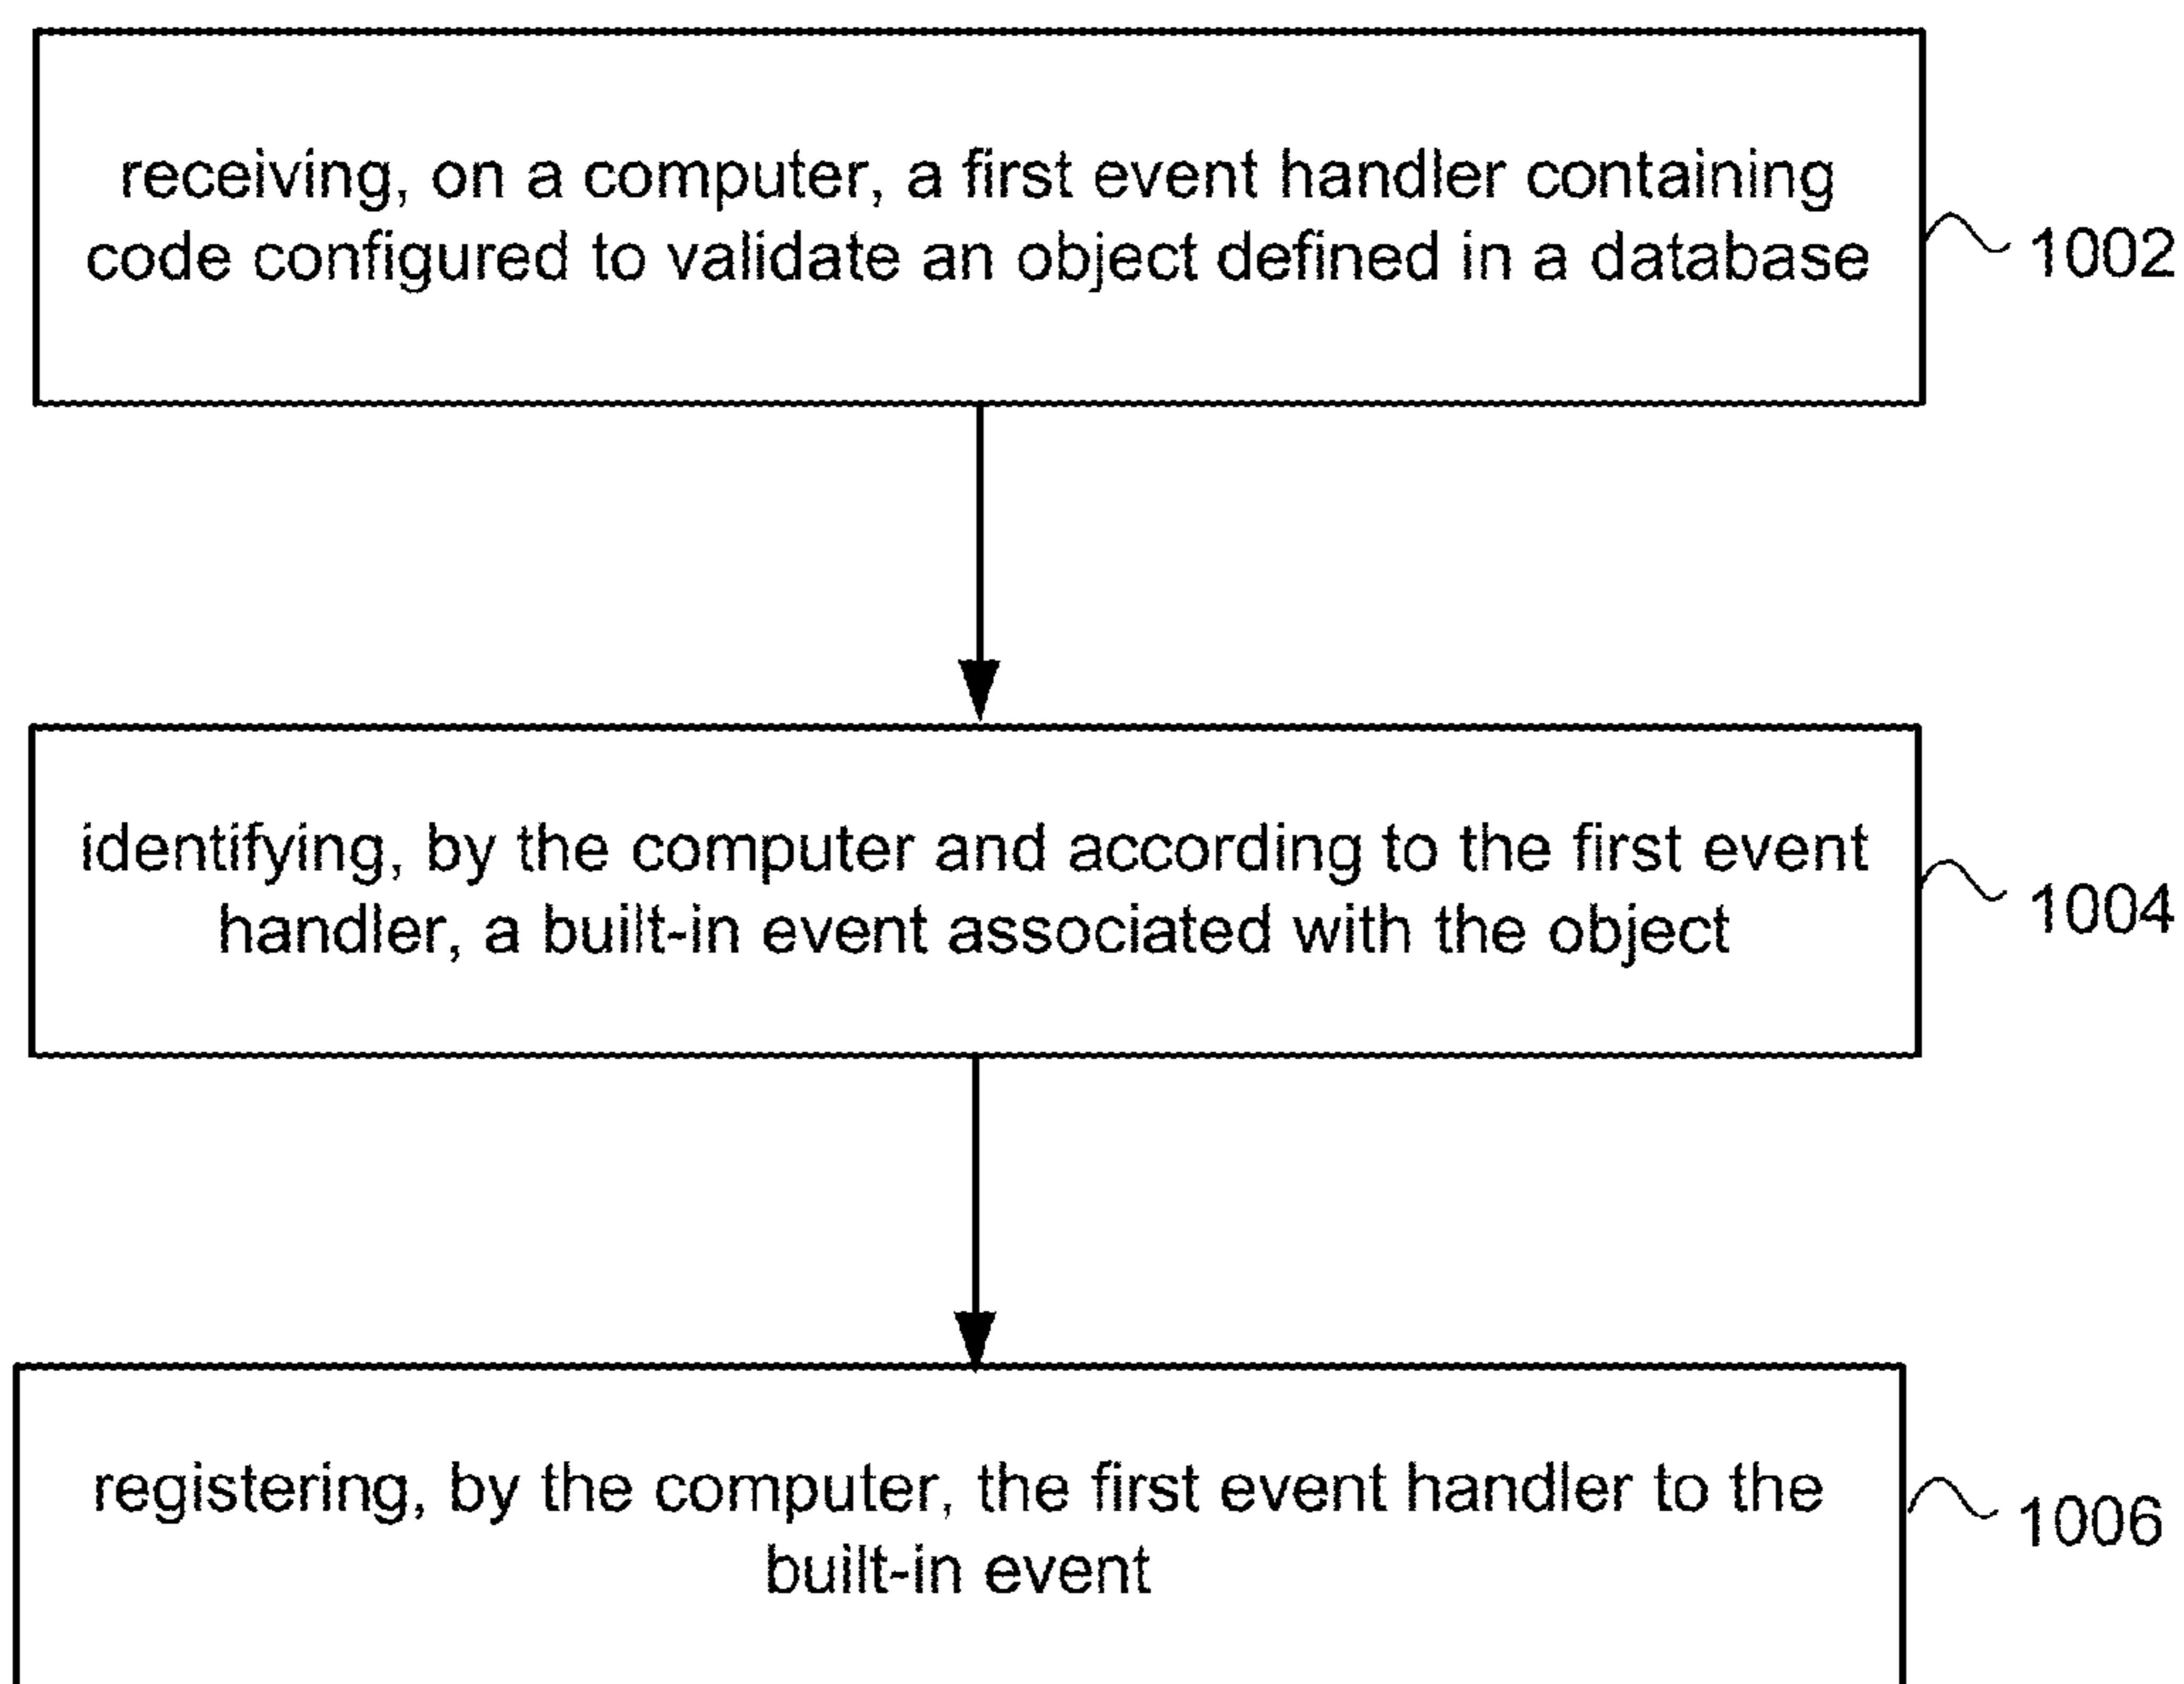 receiving, on a computer, a first event handler containing
code configured to validate an object defined in a database
1002
identifying, by the computer and according to the first event
handler, a built-in event associated with the object
1004
registering, by the computer, the first event handler to the
built-in event
1006